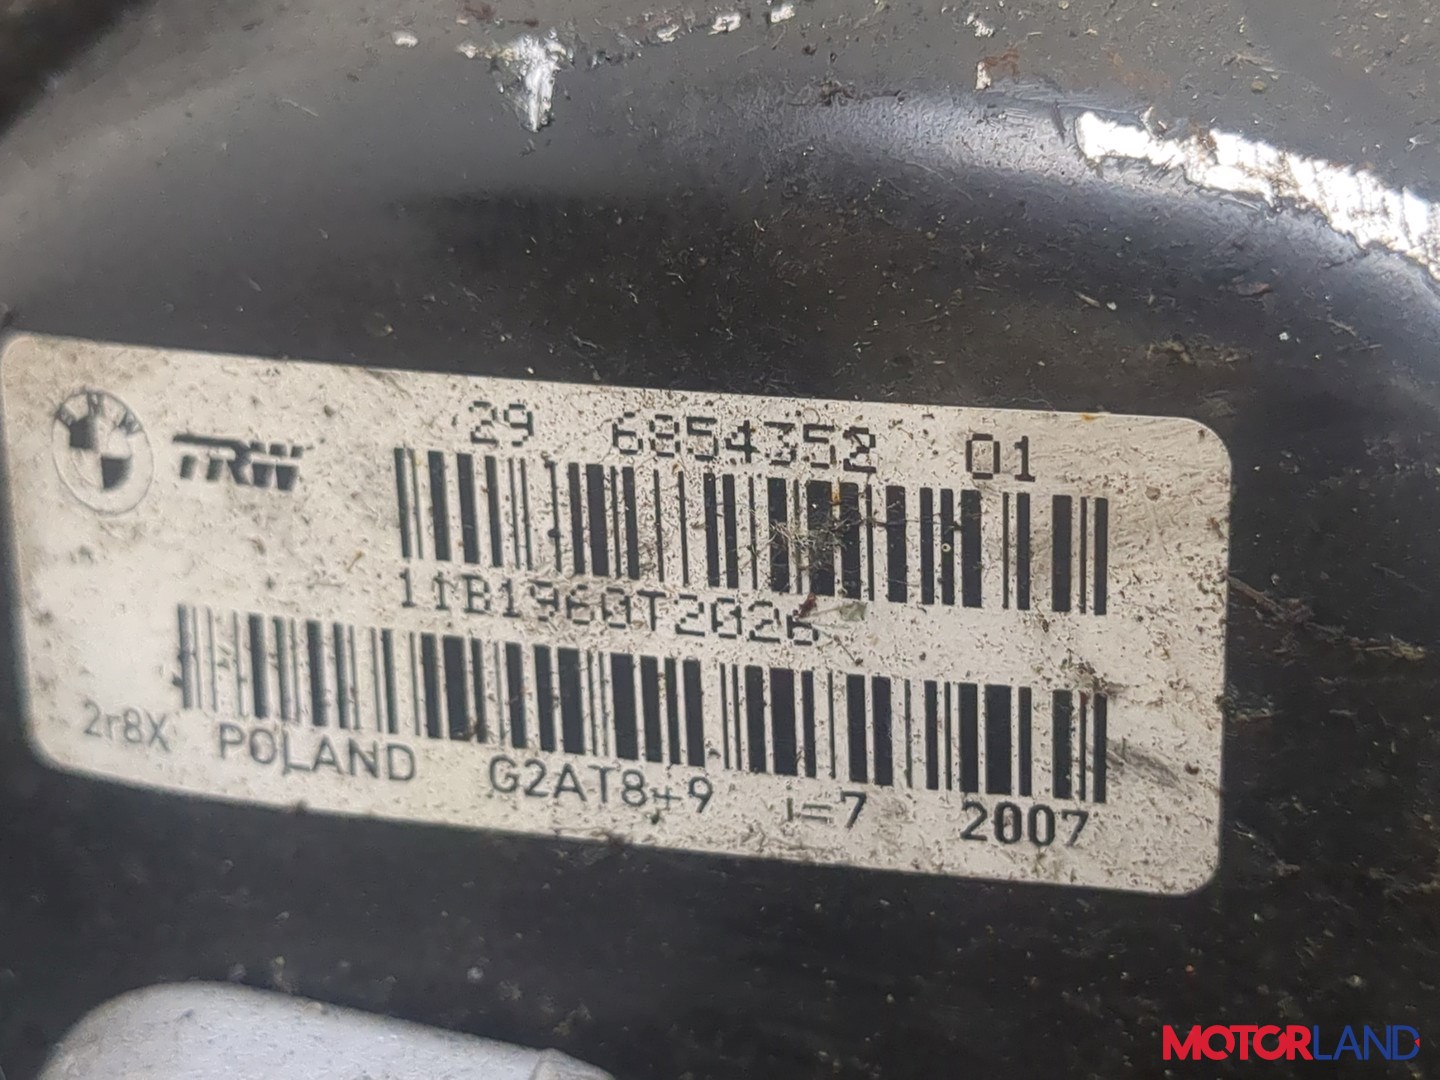 BMW TRW 29 6854352 01
11B1960T2026
2r8X POLAND G2AT8+9 i=7 2007
MOTORLAND